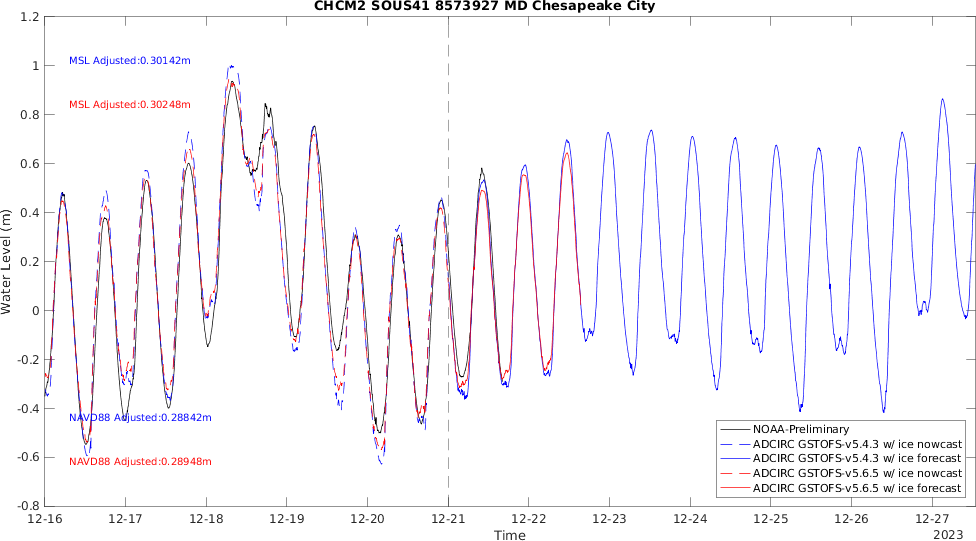 CHCM2 SOUS41 8573927 MD Chesapeake City
1.2
1
0.8
0.6
0.4
0.2
0
-0.2
-0.4
-0.6
-0.8
Water Level (m)
MSL Adjusted:0.30142m
MSL Adjusted:0.30248m
NAVD88 Adjusted:0.28842m
NAVD88 Adjusted:0.28948m
NOAA-Preliminary
ADCIRC GSTOFS-v5.4.3 w/ ice nowcast
ADCIRC GSTOFS-v5.4.3 w/ ice forecast
ADCIRC GSTOFS-v5.6.5 w/ ice nowcast
ADCIRC GSTOFS-v5.6.5 w/ ice forecast
12-16 12-17 12-18 12-19 12-20 12-21 12-22 12-23 12-24 12-25 12-26 12-27
Time
2023